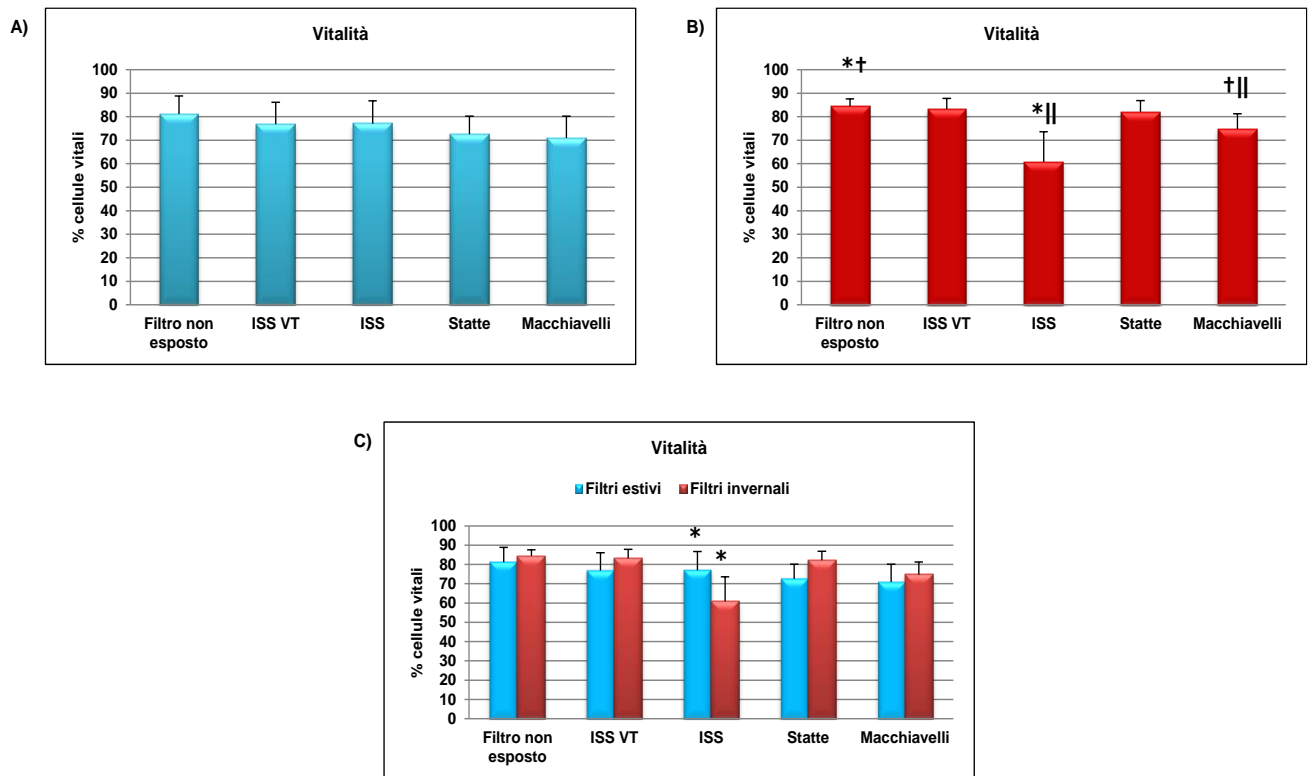 A)
Vitalità
% cellule vitali
100
90
80
70
60
50
40
30
20
10
0
Filtro non esposto
ISS VT
ISS
Statte
Macchiavelli
B)
Vitalità
% cellule vitali
100
90
80
70
60
50
40
30
20
10
0
*†
*||
†||
Filtro non esposto
ISS VT
ISS
Statte
Macchiavelli
C)
Vitalità
Filtri estivi
Filtri invernali
% cellule vitali
100
90
80
70
60
50
40
30
20
10
0
*
*
Filtro non esposto
ISS VT
ISS
Statte
Macchiavelli